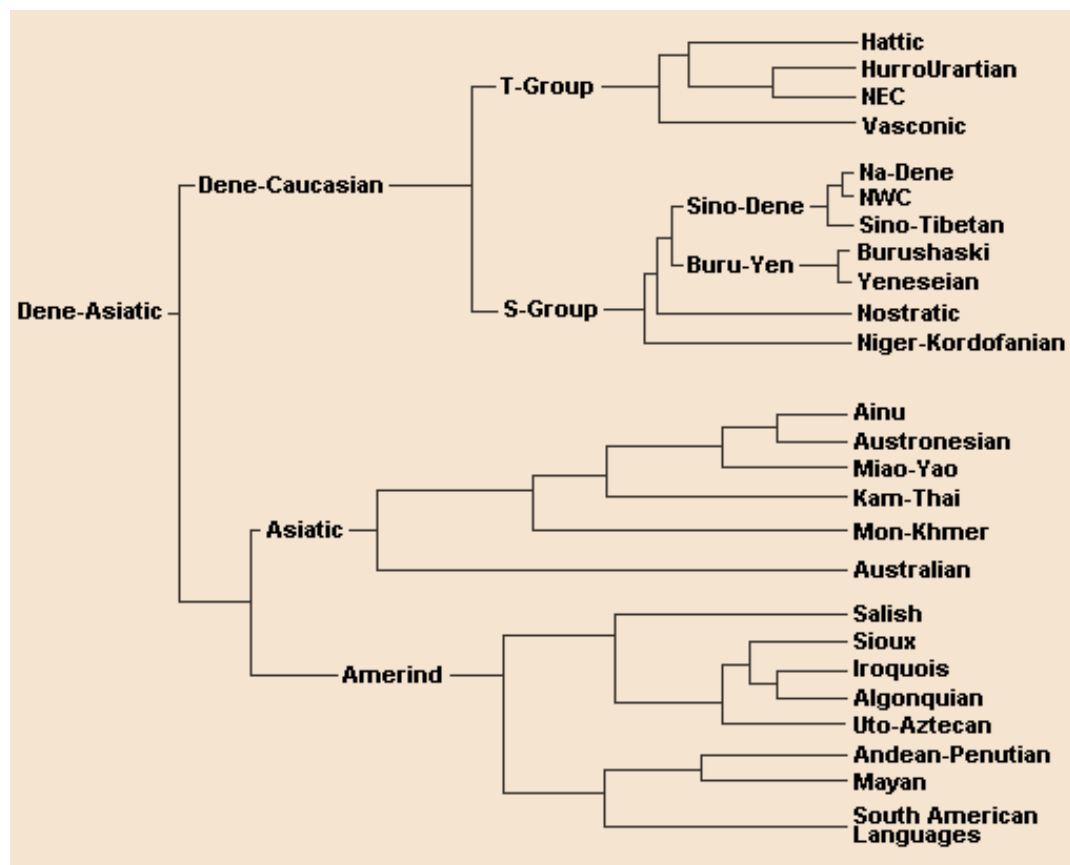 Hattic
HurroUrartian
T-Group
NEC
Vasconic
Na-Dene
Dene-Caucasian
NWC
Sino-Dene
Sino-Tibetan
Burushaski
Buru-Yen
Yeneseian
Dene-Asiatic
S-Group
Nostratic
Niger-Kordofanian
Ainu
Austronesian
Miao-Yao
Kam-Thai
Asiatic
Mon-Khmer
Australian
Salish
Sioux
Iroquois
Amerind
Algonquian
Uto-Aztecan
Andean-Penutian
Mayan
South American
Languages